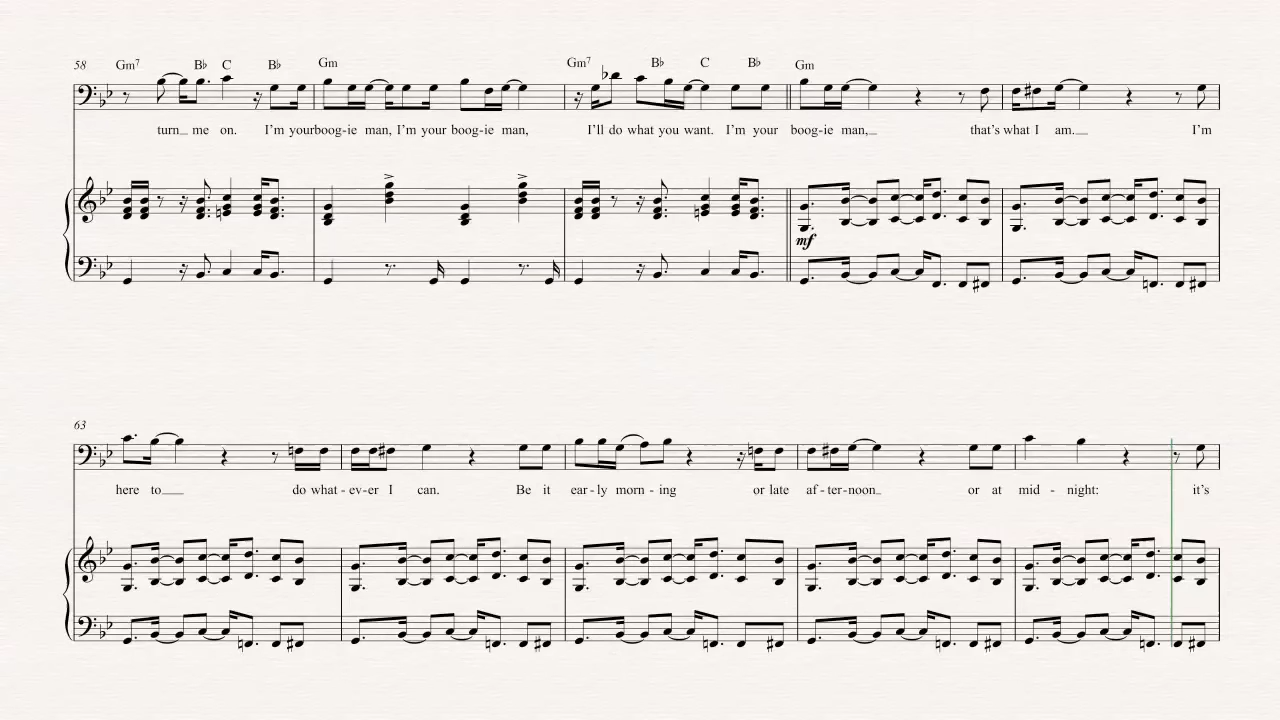 58 Gm7 B♭ C B♭ Gm Gm7 B♭ C B♭ Gm
turn_ me on. I'm your boog-ie man, I'm your boog-ie man, I'll do what you want. I'm your boog-ie man,_ that's what I am._ I'm
mf
63
here to_ do what-ev-er I can. Be it ear-ly morn-ing or late af-ter-noon_ or at mid-night: it's